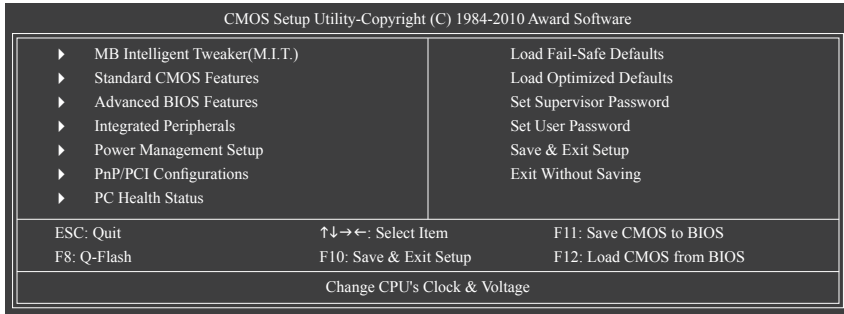 CMOS Setup Utility-Copyright (C) 1984-2010 Award Software
MB Intelligent Tweaker(M.I.T.)
Standard CMOS Features
Advanced BIOS Features
Integrated Peripherals
Power Management Setup
PnP/PCI Configurations
PC Health Status
Load Fail-Safe Defaults
Load Optimized Defaults
Set Supervisor Password
Set User Password
Save & Exit Setup
Exit Without Saving
ESC: Quit
↑↓→←: Select Item
F11: Save CMOS to BIOS
F8: Q-Flash
F10: Save & Exit Setup
F12: Load CMOS from BIOS
Change CPU's Clock & Voltage